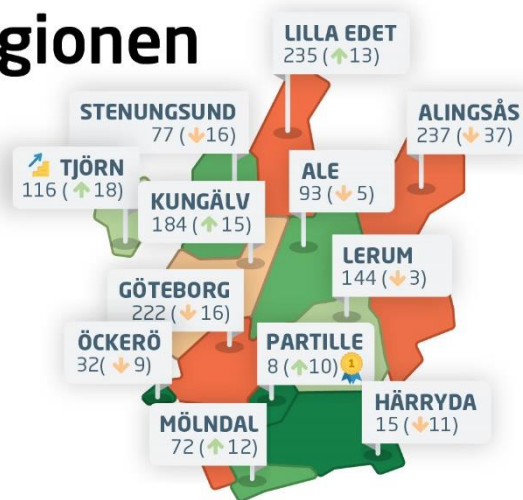 gionen
LILLA EDET
235 (↑13)
STENUNGSUND
77 (↓16)
ALINGSÅS
237 (↓ 37)
TJÖRN
116 (↑18)
ALE
93 (↓ 5)
KUNGÄLV
184 (↑15)
LERUM
144 (↓3)
GÖTEBORG
222 (↓16)
ÖCKERÖ
32( ↓ 9)
PARTILLE
8 (↑10) 1
HÄRRYDA
15 (↓11)
MÖLNDAL
72 (↑12)